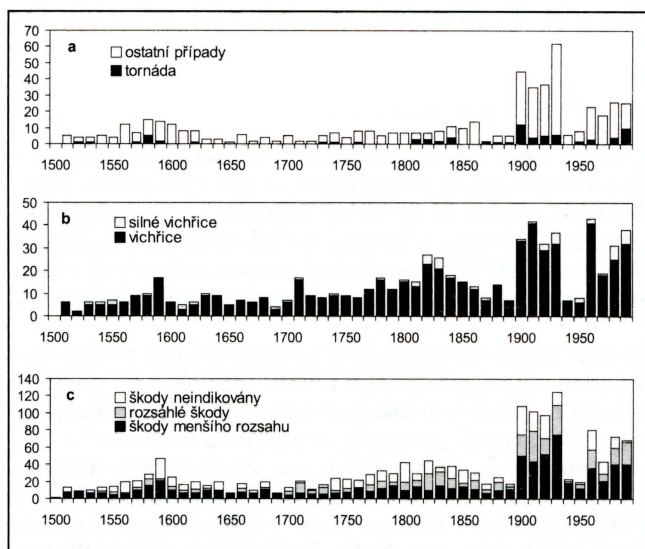 70
60
50
40
30
20
10
0
a
ostatní případy
tornáda
1500 1550 1600 1650 1700 1750 1800 1850 1900 1950
50
40
30
20
10
0
b
silné vichřice
vichřice
1500 1550 1600 1650 1700 1750 1800 1850 1900 1950
140
120
100
80
60
40
20
0
c
škody neindikovány
rozsáhlé škody
škody menšího rozsahu
1500 1550 1600 1650 1700 1750 1800 1850 1900 1950